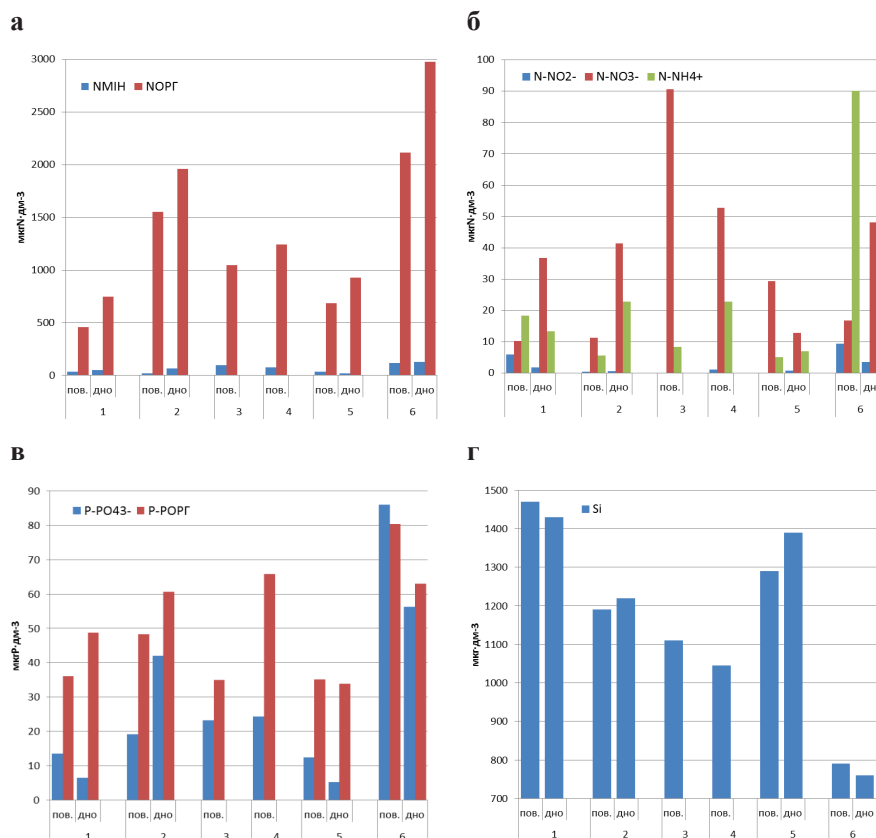 а
3000
2500
2000
1500
1000
500
0
мкгN·дм-3
NМІН NОРГ
пов. дно пов. дно пов. пов. пов. дно пов. дно
1 2 3 4 5 6
б
100
90
80
70
60
50
40
30
20
10
0
мкгN·дм-3
N-NO2- N-NO3- N-NH4+
пов. дно пов. дно пов. пов. пов. дно пов. дно
1 2 3 4 5 6
в
90
80
70
60
50
40
30
20
10
0
мкгР·дм-3
P-PO43- P-PОРГ
пов. дно пов. дно пов. пов. пов. дно пов. дно
1 2 3 4 5 6
г
1500
1400
1300
1200
1100
1000
900
800
700
мкг·дм-3
Si
пов. дно пов. дно пов. пов. пов. дно пов. дно
1 2 3 4 5 6